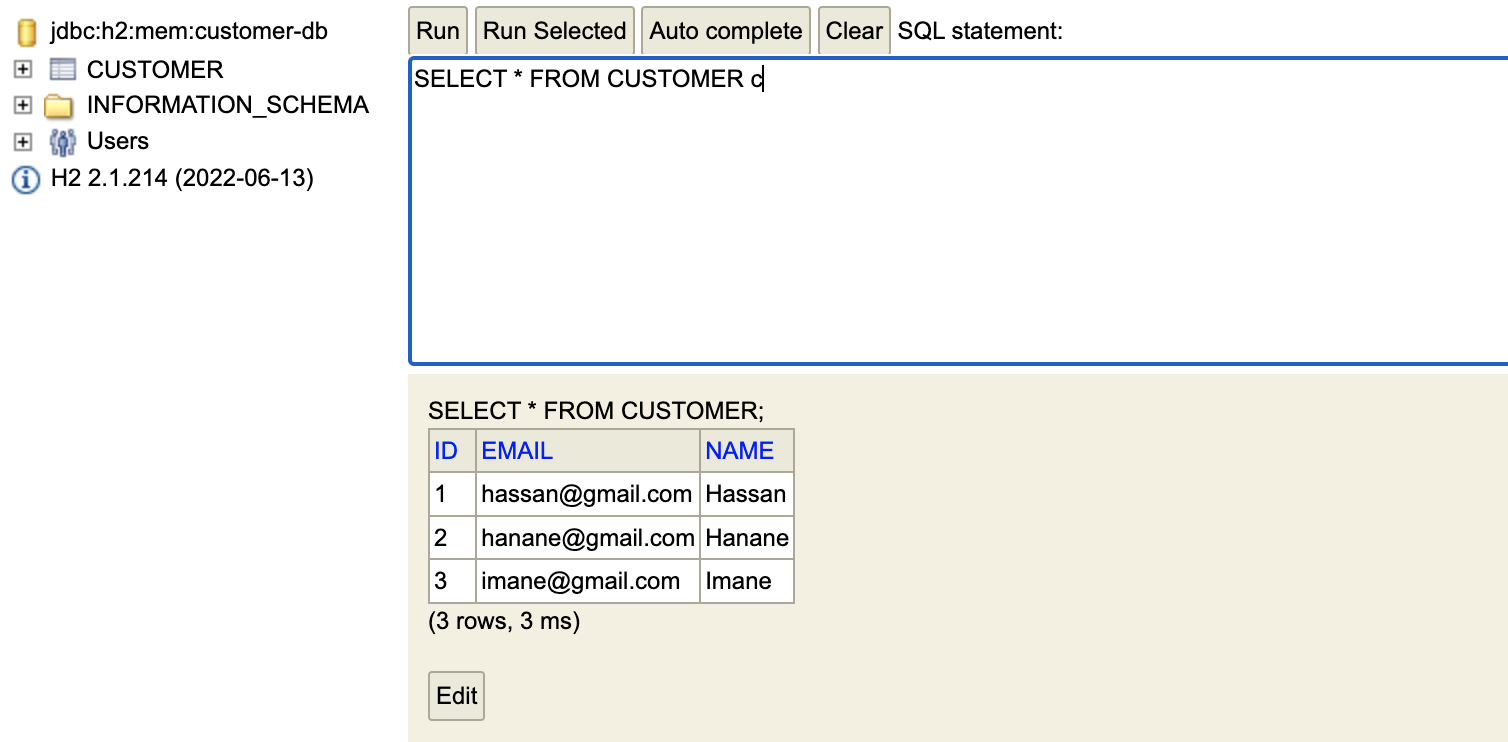 jdbc:h2:mem:customer-db
CUSTOMER
INFORMATION_SCHEMA
Users
H2 2.1.214 (2022-06-13)
Run Run Selected Auto complete Clear SQL statement:
SELECT * FROM CUSTOMER c
SELECT * FROM CUSTOMER;
ID EMAIL NAME
1 hassan@gmail.com Hassan
2 hanane@gmail.com Hanane
3 imane@gmail.com Imane
(3 rows, 3 ms)
Edit